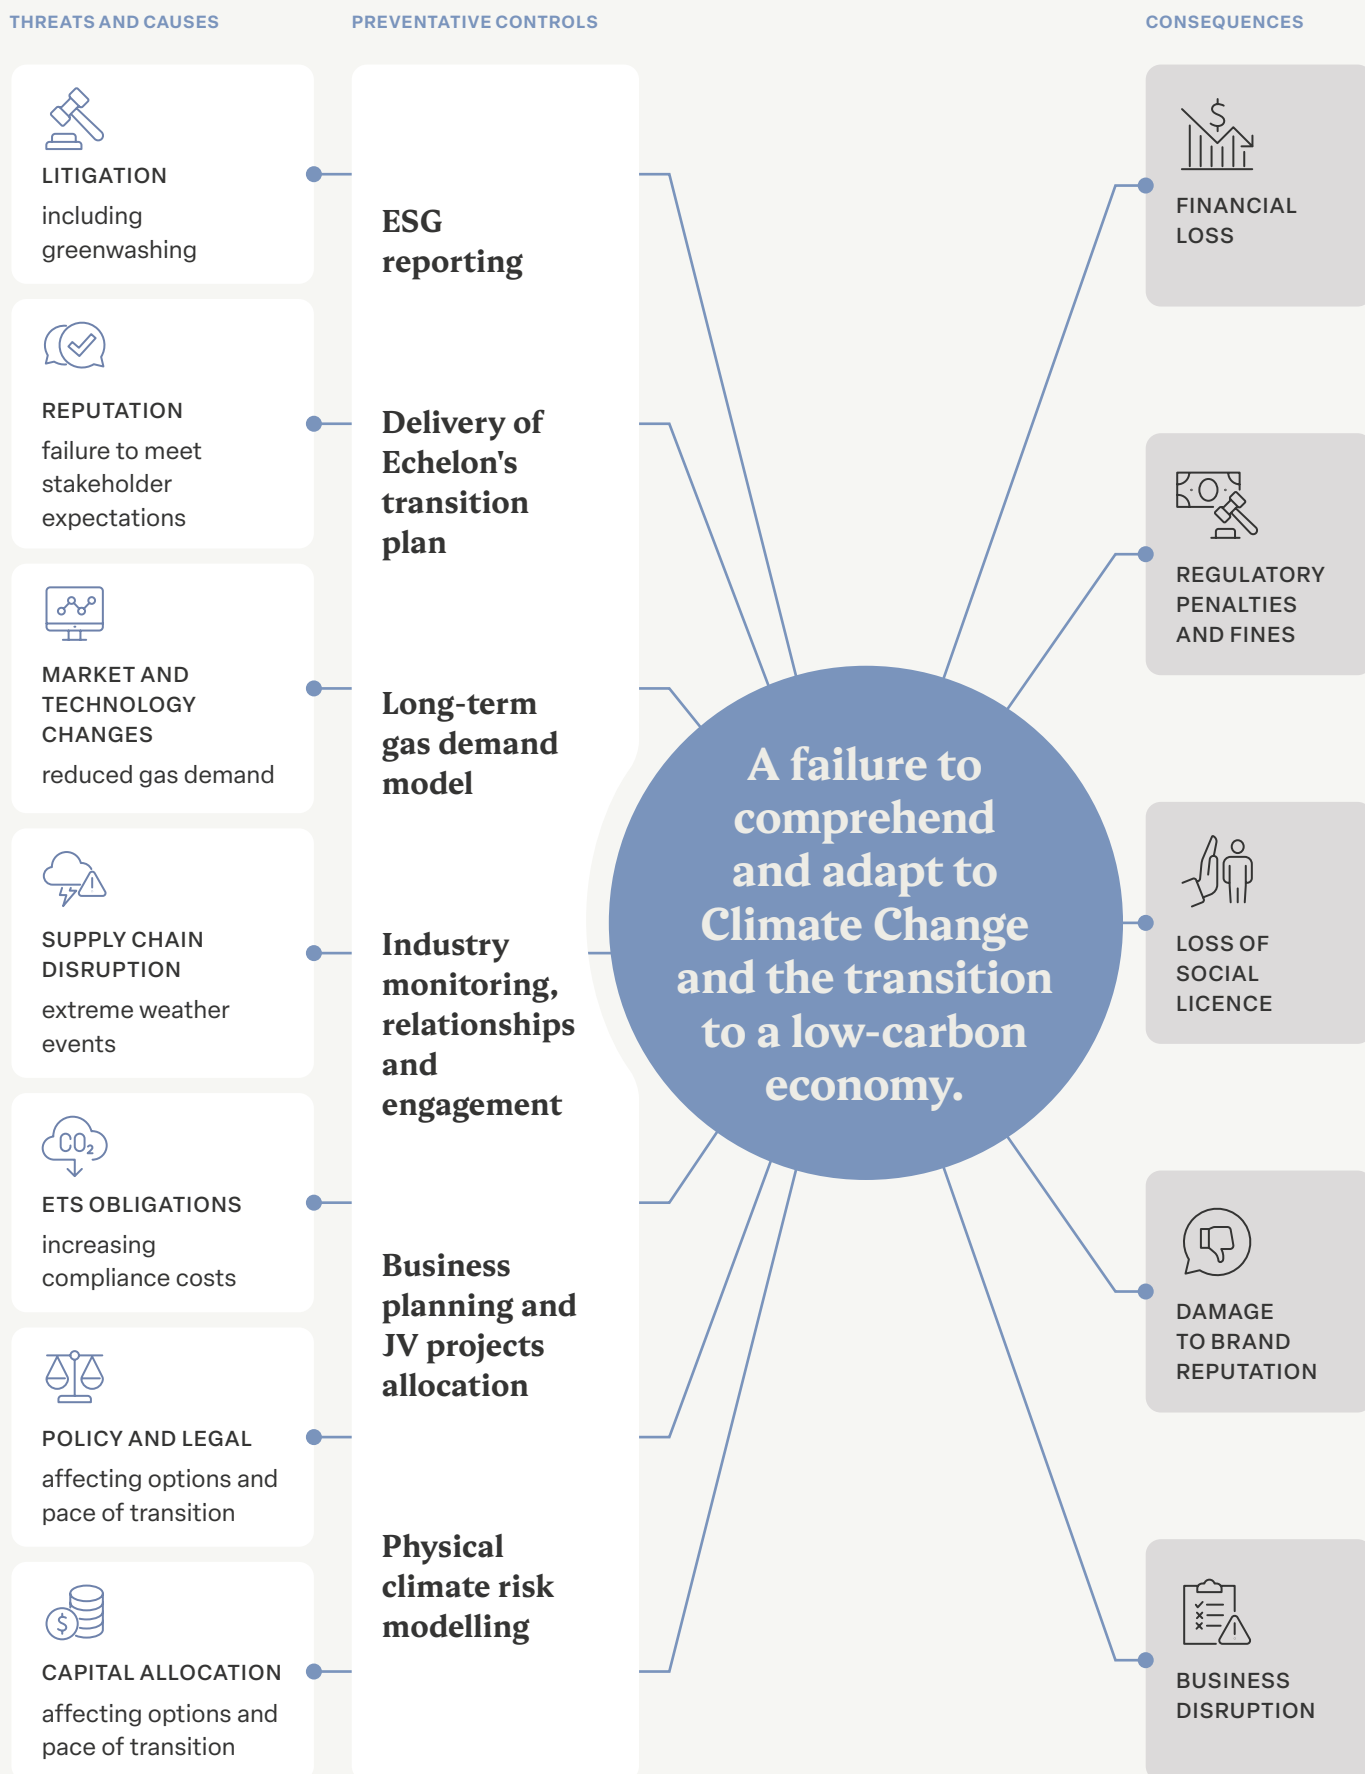 THREATS AND CAUSES
LITIGATION
including
greenwashing
REPUTATION
failure to meet
stakeholder
expectations
MARKET AND
TECHNOLOGY
CHANGES
reduced gas demand
SUPPLY CHAIN
DISRUPTION
extreme weather
events
CO₂
ETS OBLIGATIONS
increasing
compliance costs
POLICY AND LEGAL
affecting options and
pace of transition
$
CAPITAL ALLOCATION
affecting options and
pace of transition
PREVENTATIVE CONTROLS
ESG
reporting
Delivery of
Echelon's
transition
plan
Long-term
gas demand
model
Industry
monitoring,
relationships
and
engagement
Business
planning and
JV projects
allocation
Physical
climate risk
modelling
A failure to
comprehend
and adapt to
Climate Change
and the transition
to a low-carbon
economy.
CONSEQUENCES
$
FINANCIAL
LOSS
REGULATORY
PENALTIES
AND FINES
LOSS OF
SOCIAL
LICENCE
DAMAGE
TO BRAND
REPUTATION
BUSINESS
DISRUPTION